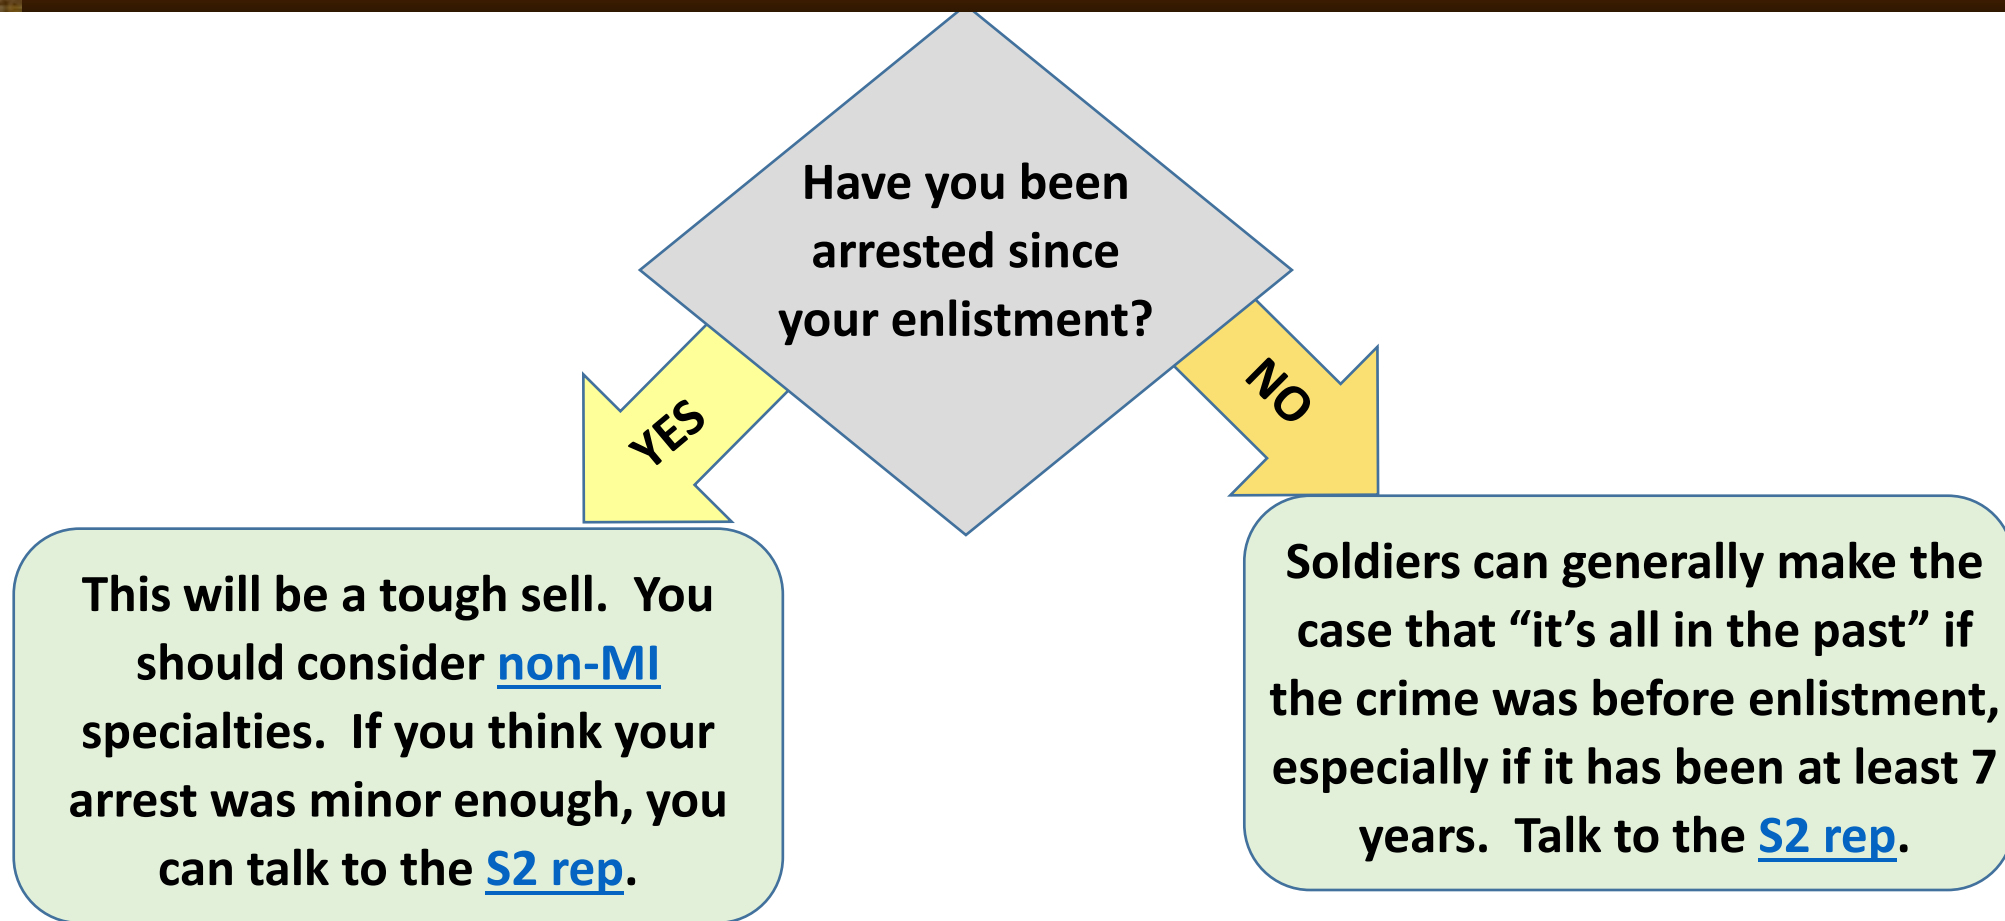 Have you been
arrested since
your enlistment?
YES
NO
This will be a tough sell.  You
should consider non-MI
specialties.  If you think your
arrest was minor enough, you
can talk to the S2 rep.
Soldiers can generally make the
case that “it’s all in the past” if
the crime was before enlistment,
especially if it has been at least 7
years.  Talk to the S2 rep.